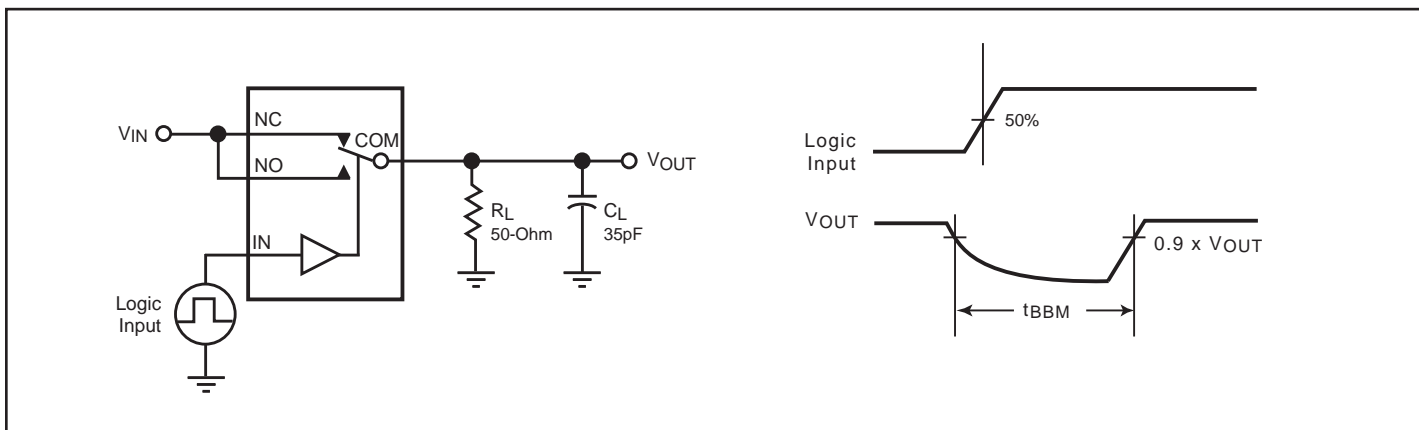 NC
COM
VIN
NO
VOUT
RL
50-Ohm
CL
35pF
IN
Logic
Input
50%
Logic
Input
VOUT
0.9 x VOUT
tBBM